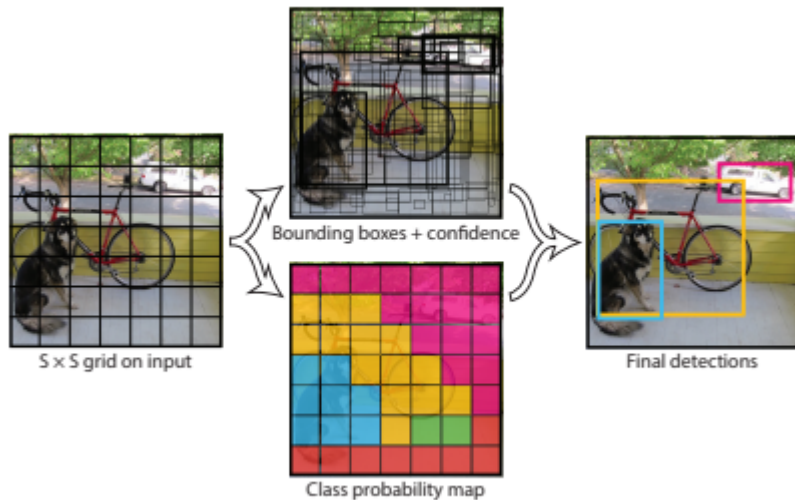 Bounding boxes + confidence
S × S grid on input
Final detections
Class probability map